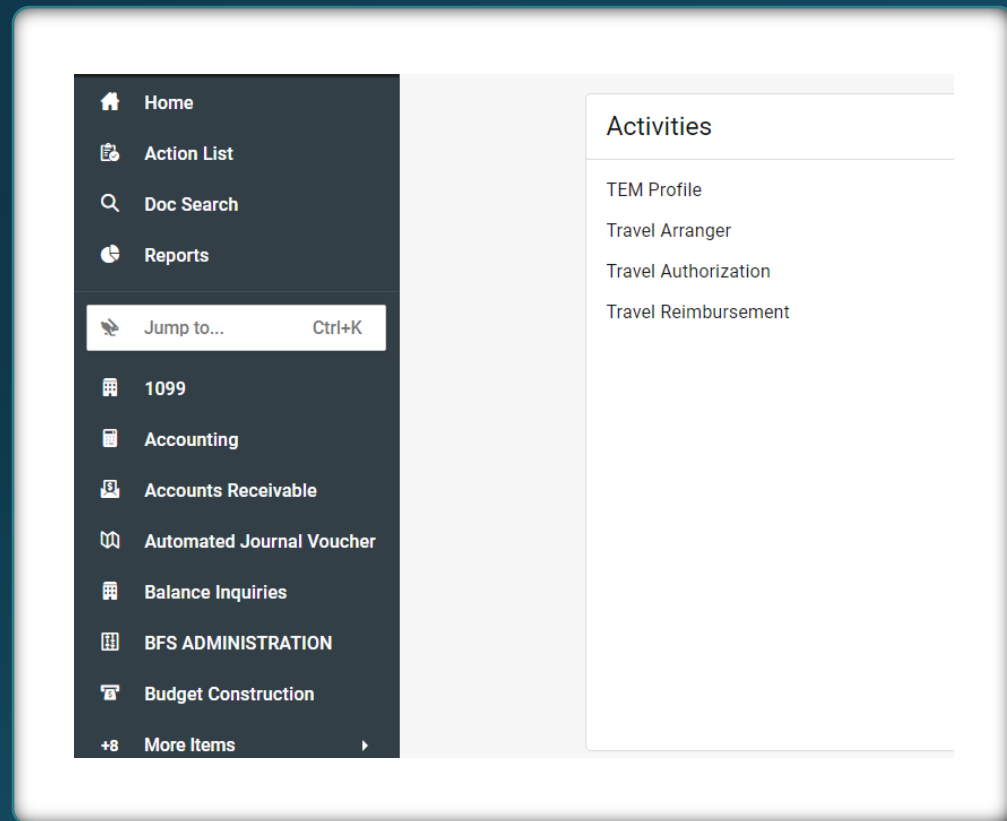 Home
Action List
Doc Search
Reports
Jump to... Ctrl+K
1099
Accounting
Accounts Receivable
Automated Journal Voucher
Balance Inquiries
BFS ADMINISTRATION
Budget Construction
+8 More Items
Activities
TEM Profile
Travel Arranger
Travel Authorization
Travel Reimbursement